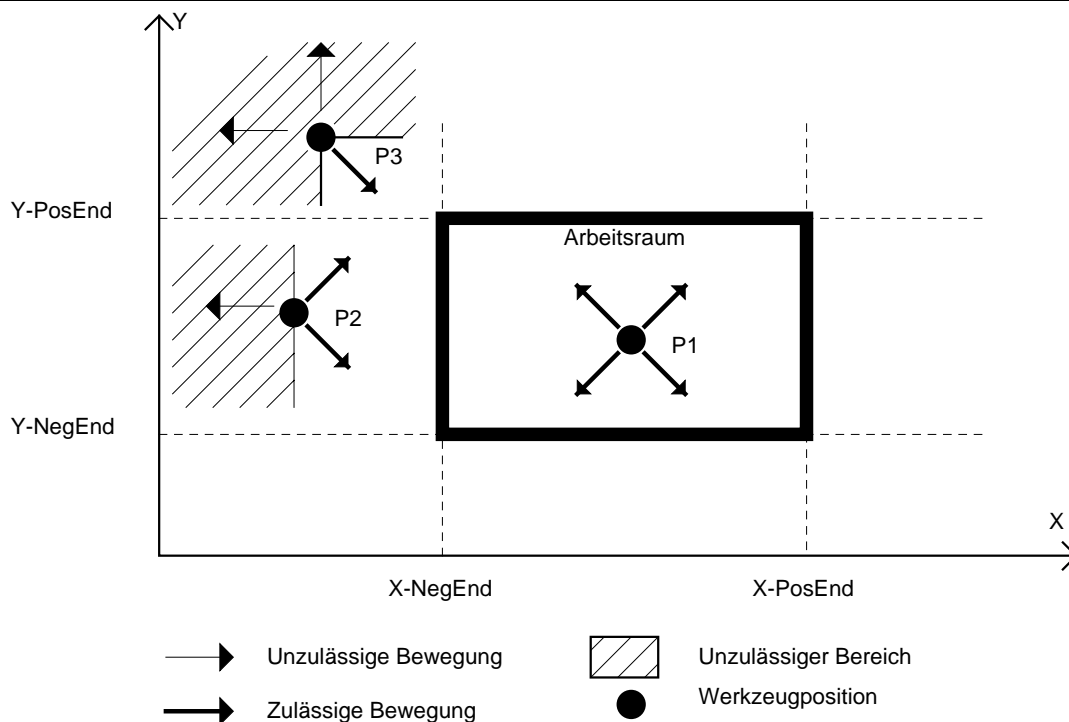 Y
P3
Y-PosEnd
Arbeitsraum
P2
P1
Y-NegEnd
X
X-NegEnd
X-PosEnd
Unzulässige Bewegung
Unzulässiger Bereich
Zulässige Bewegung
Werkzeugposition